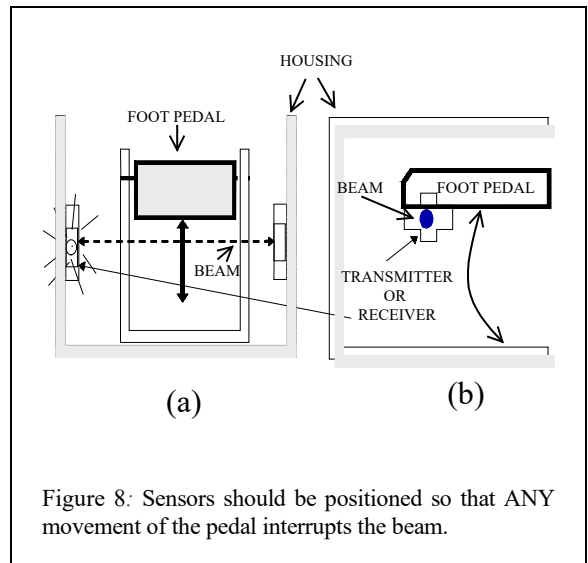 HOUSING
FOOT PEDAL
BEAM
(a)
BEAM
FOOT PEDAL
TRANSMITTER
OR
RECEIVER
(b)
Figure 8: Sensors should be positioned so that ANY
movement of the pedal interrupts the beam.